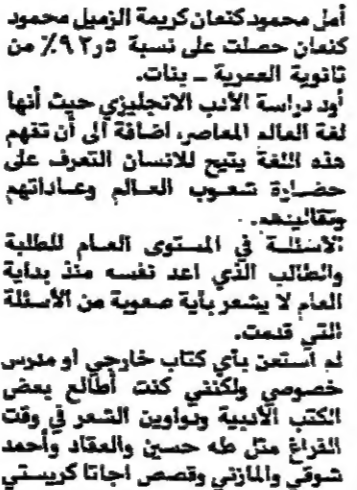 أمل محمود كنعان كريمة الزميل محمود
كنعان حصلت على نسبة ٩٢٫٥٪ من
ثانوية العمرية ـ بنات.
أود دراسة الأدب الانجليزي حيث أنها
لغة العالم المعاصر، اضافة الى أن تفهم
هذه اللغة يتيح للانسان التعرف على
حضارة شعوب العالم وعاداتهم
وتقاليدهم.
الأسئلة في المستوى العام للطلبة
والطالب الذي اعد نفسه منذ بداية
العام لا يشعر بأية صعوبة من الأسئلة
التي قدمت.
لم أستعن بأي كتاب خارجي أو مدرس
خصوصي ولكنني كنت أطالع بعض
الكتب الأدبية ودواوين الشعر في وقت
الفراغ مثل طه حسين والعقاد وأحمد
شوقي والمازني وقصص اجاثا كريستي